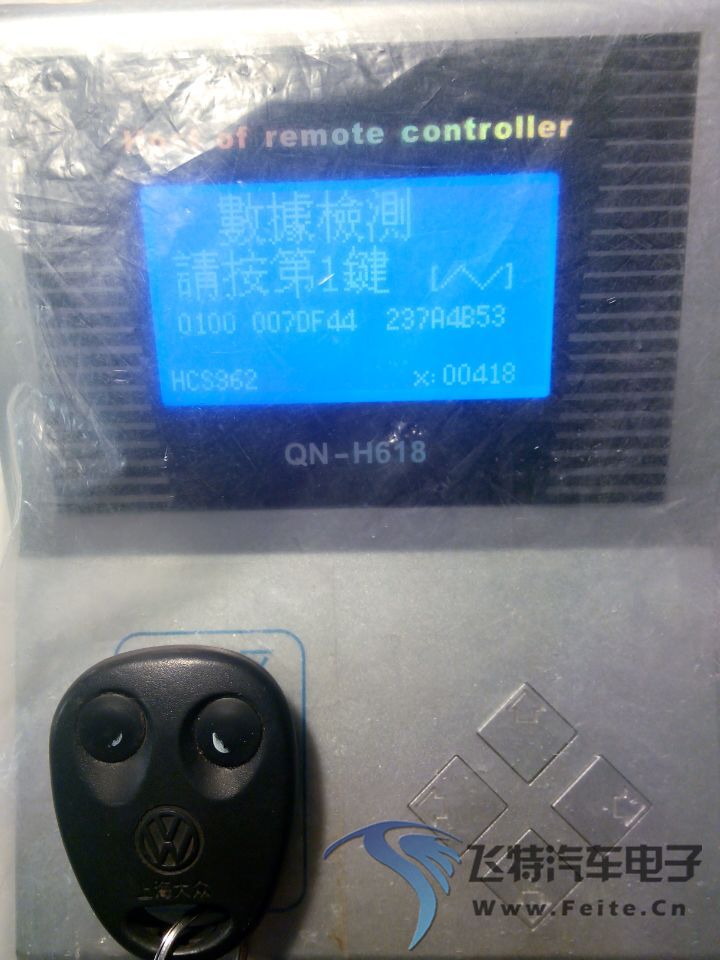 of remote controller
數據檢測
請按第1鍵 [/\/\/]
0100 007DF44 237A4B53
HCS362 x:00418
QN-H618
上海大众
飞特汽车电子
Www.Feite.Cn